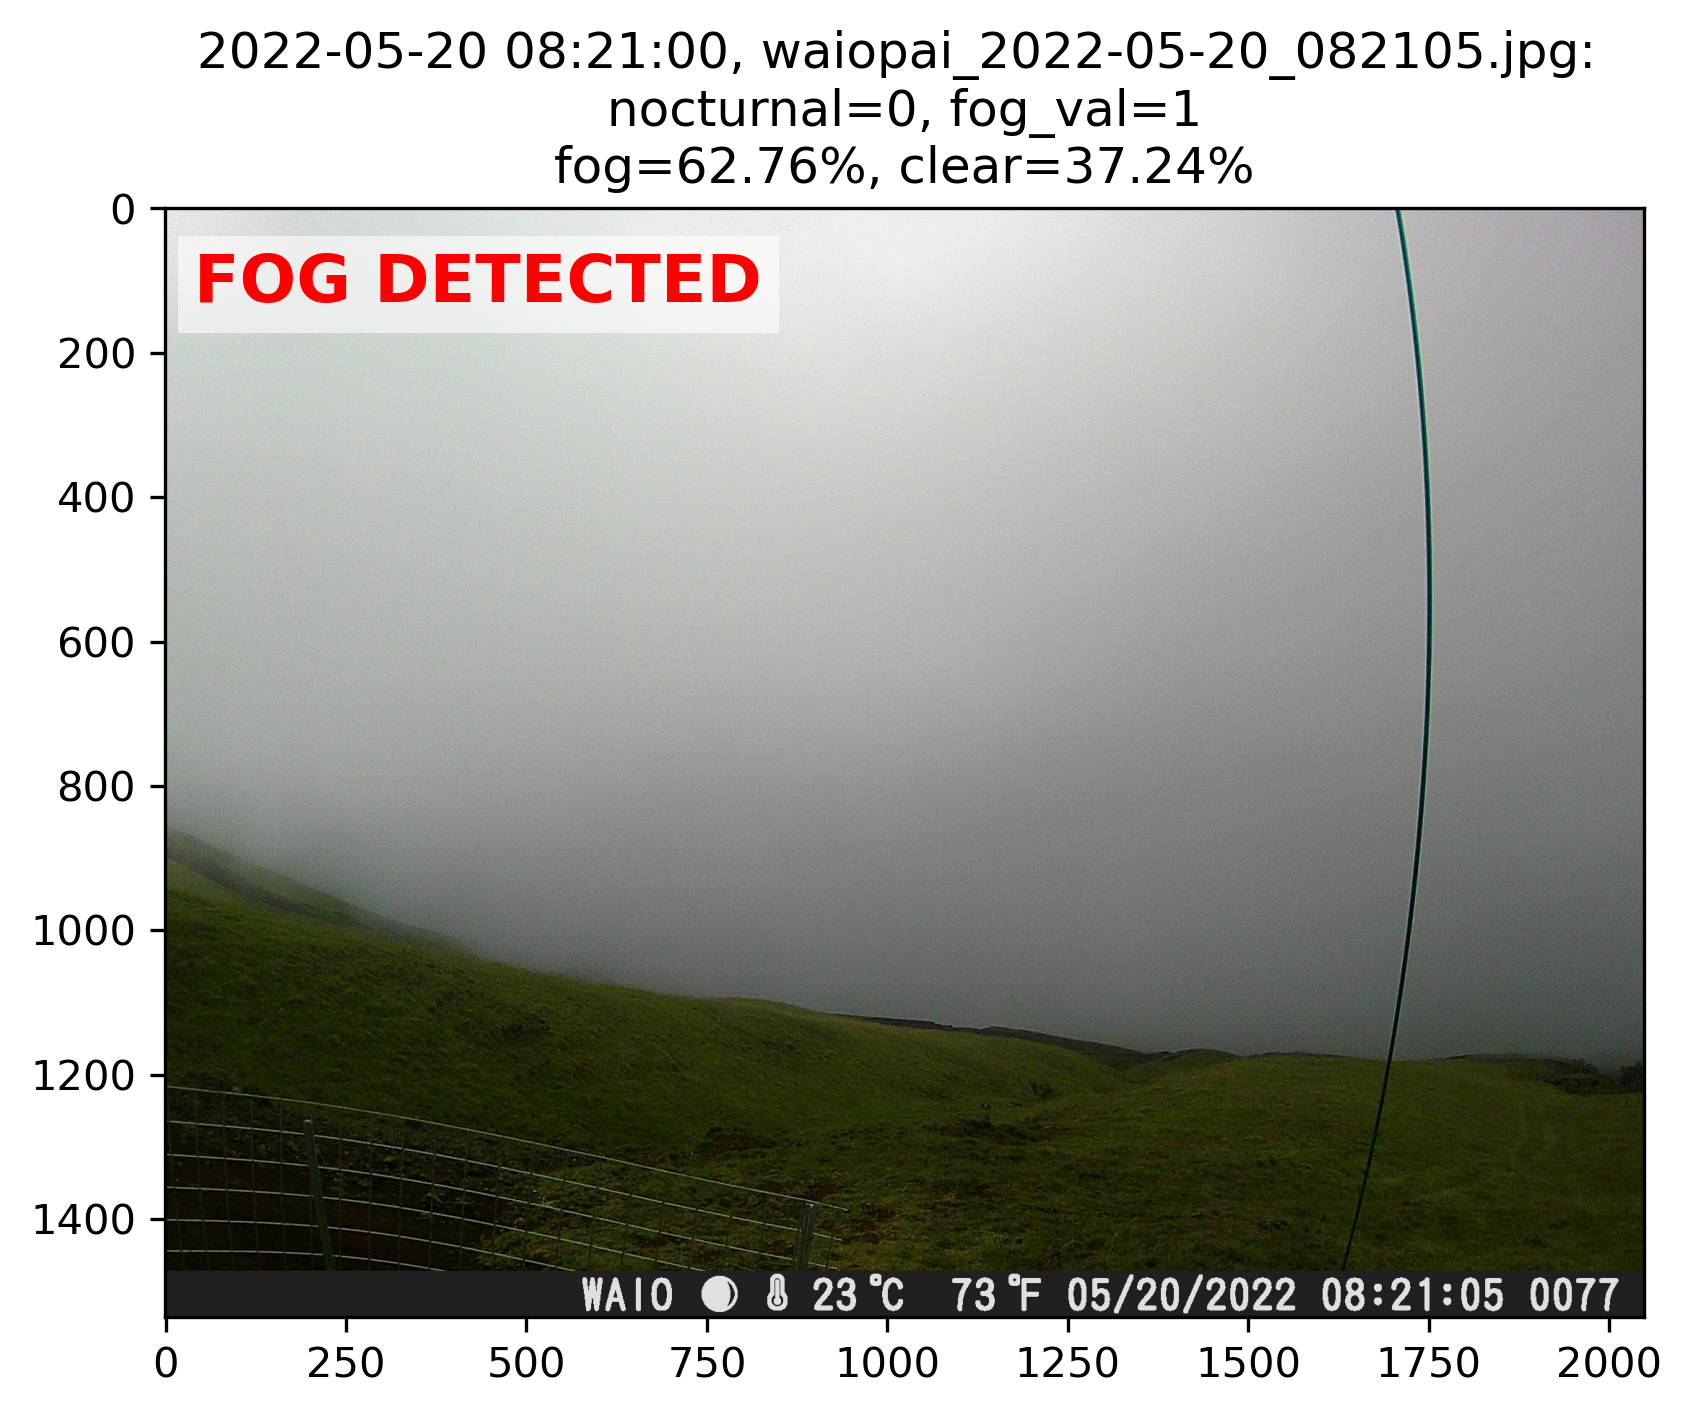 2022-05-20 08:21:00, waiopai_2022-05-20_082105.jpg:
nocturnal=0, fog_val=1
fog=62.76%, clear=37.24%
FOG DETECTED
0
200
400
600
800
1000
1200
1400
WAIO 23°C 73°F 05/20/2022 08:21:05 0077
0 250 500 750 1000 1250 1500 1750 2000